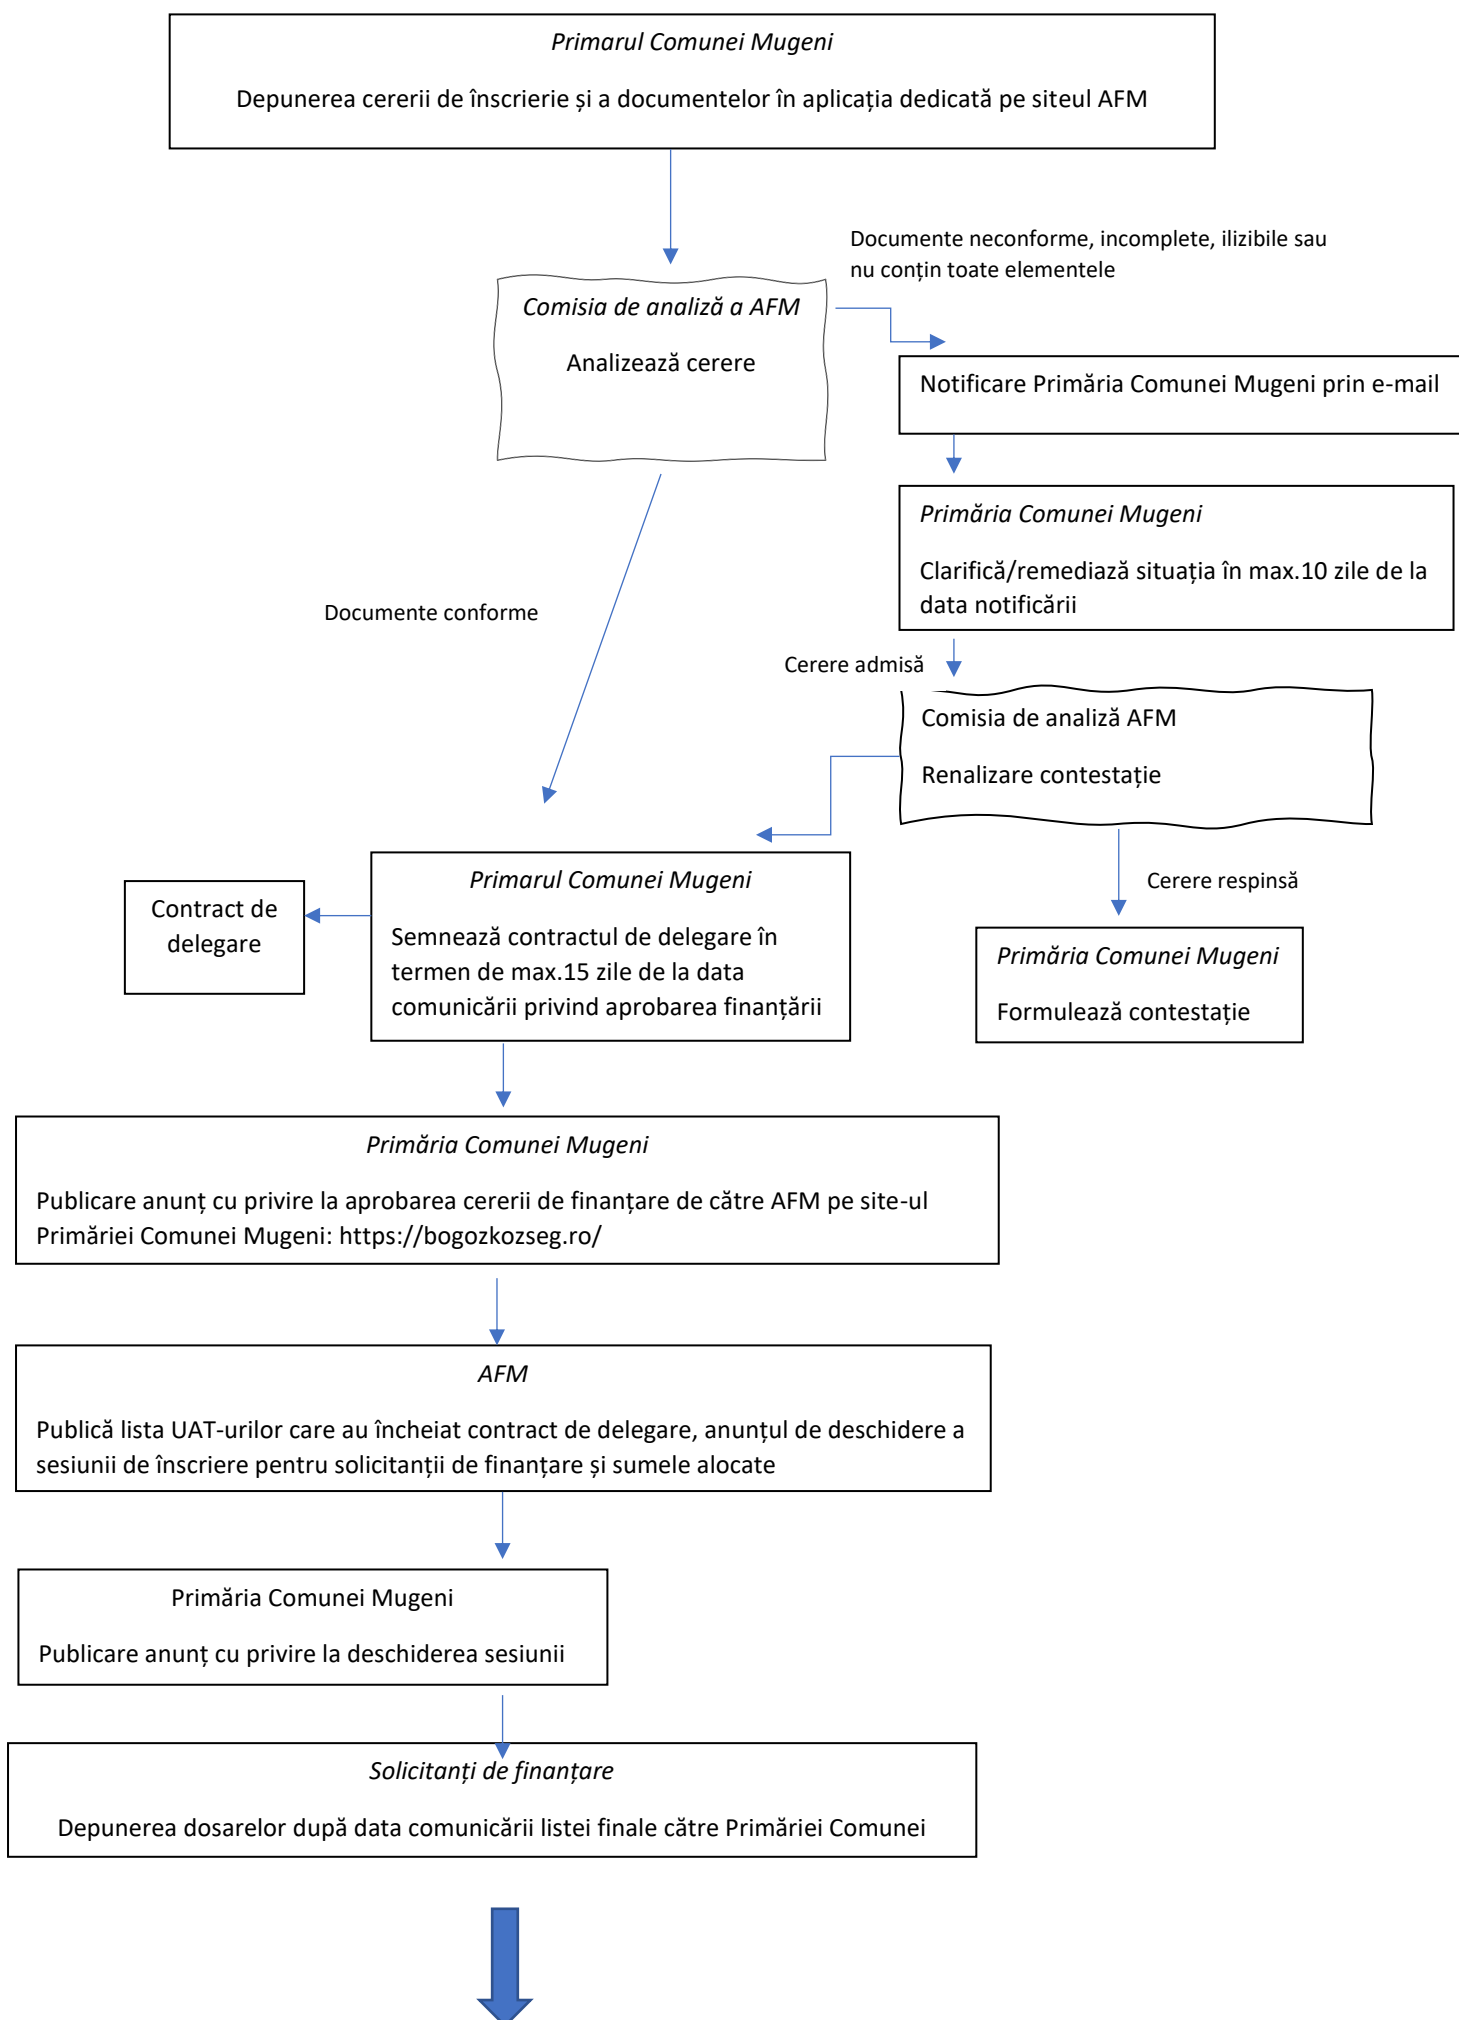 Primarul Comunei Mugeni
Depunerea cererii de înscrierie și a documentelor în aplicația dedicată pe siteul AFM
Documente neconforme, incomplete, ilizibile sau
nu conțin toate elementele
Comisia de analiză a AFM
Analizează cerere
Notificare Primăria Comunei Mugeni prin e-mail
Primăria Comunei Mugeni
Clarifică/remediază situația în max.10 zile de la
data notificării
Documente conforme
Cerere admisă
Comisia de analiză AFM
Renalizare contestație
Cerere respinsă
Primăria Comunei Mugeni
Formulează contestație
Primarul Comunei Mugeni
Semnează contractul de delegare în
termen de max.15 zile de la data
comunicării privind aprobarea finanțării
Contract de
delegare
Primăria Comunei Mugeni
Publicare anunț cu privire la aprobarea cererii de finanțare de către AFM pe site-ul
Primăriei Comunei Mugeni: https://bogozkozseg.ro/
AFM
Publică lista UAT-urilor care au încheiat contract de delegare, anunțul de deschidere a
sesiunii de înscriere pentru solicitanții de finanțare și sumele alocate
Primăria Comunei Mugeni
Publicare anunț cu privire la deschiderea sesiunii
Solicitanți de finanțare
Depunerea dosarelor după data comunicării listei finale către Primăriei Comunei